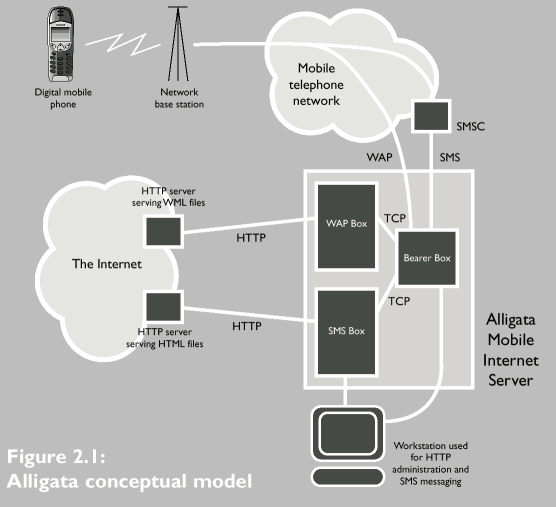 Digital mobile
phone
Network
base station
Mobile
telephone
network
SMSC
WAP
SMS
HTTP server
serving WML files
The Internet
HTTP
WAP Box
TCP
Bearer Box
HTTP server
serving HTML files
HTTP
SMS Box
TCP
Alligata
Mobile
Internet
Server
Workstation used
for HTTP
administration and
SMS messaging
Figure 2.1:
Alligata conceptual model